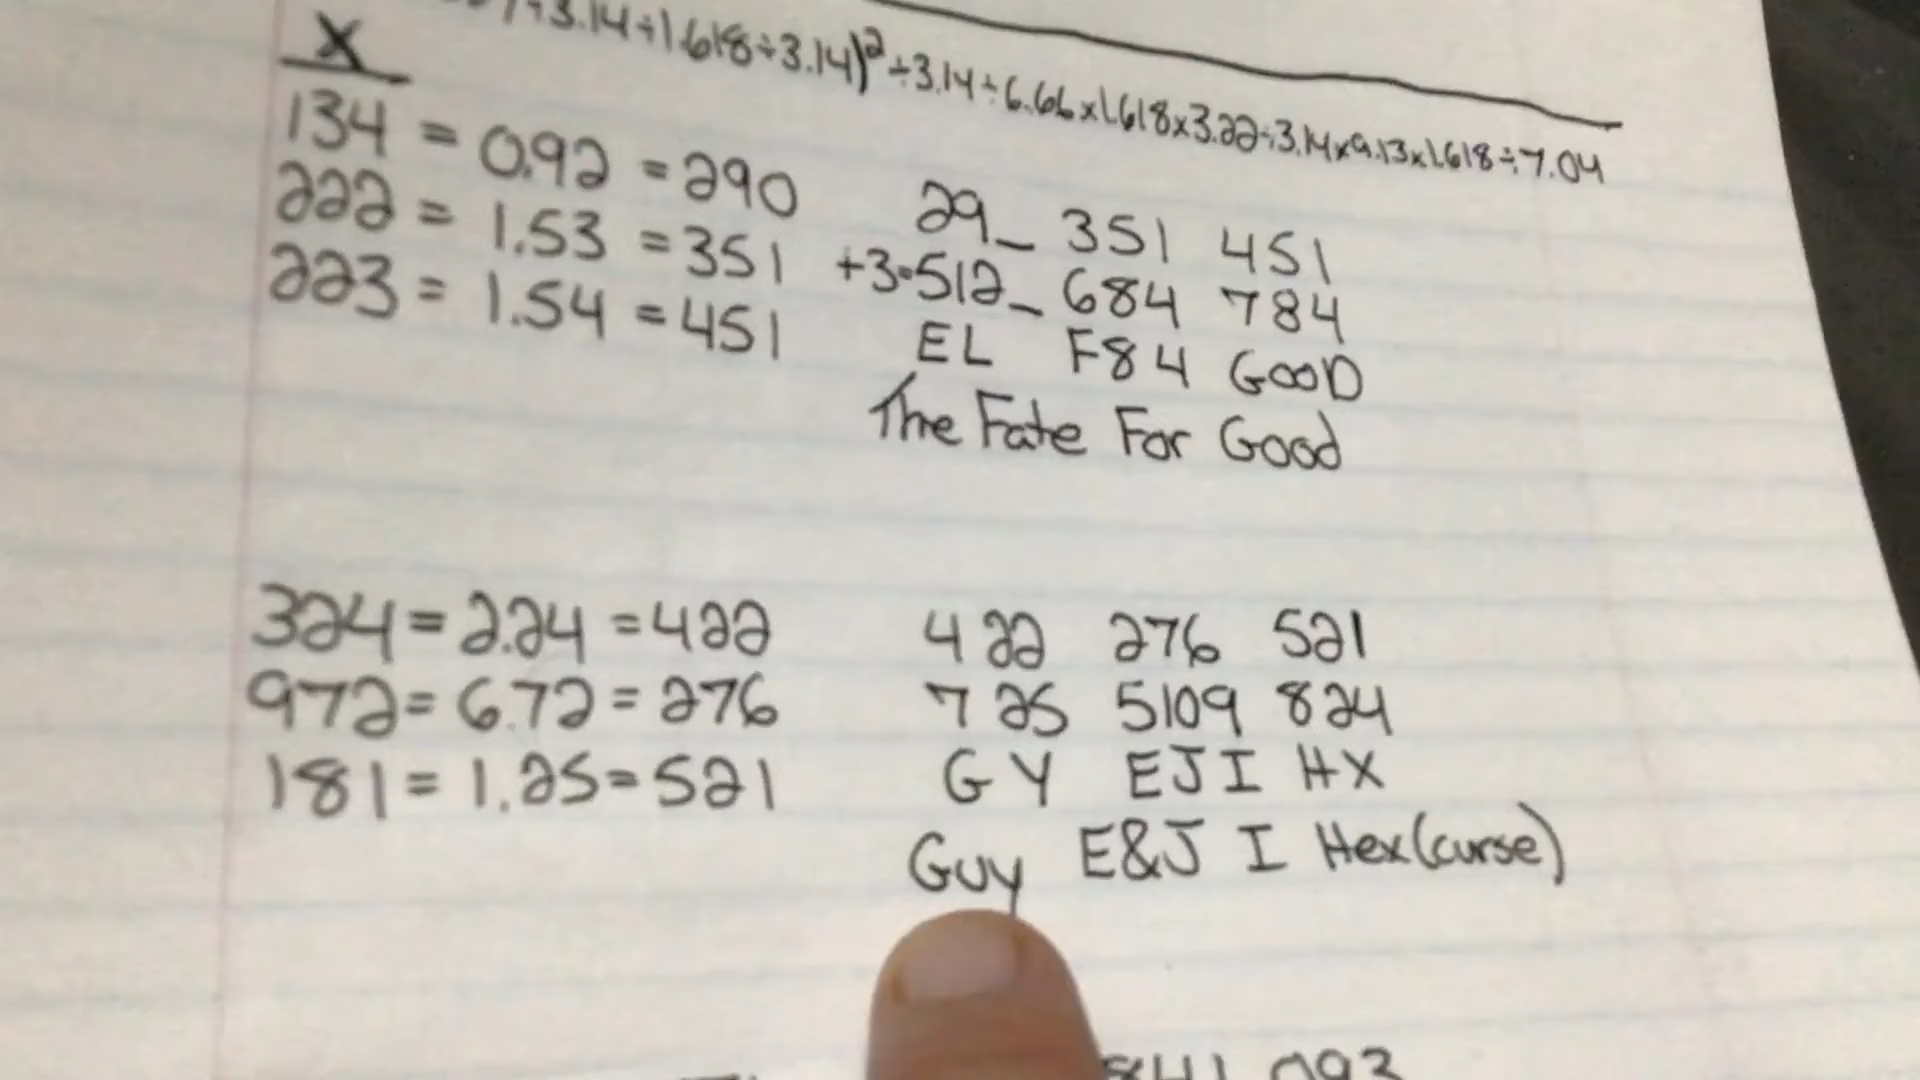 ÷3.14÷1.618÷3.14)²÷3.14÷6.66x1.618x3.22÷3.14x9.13x1.618÷7.04
X
134 = 0.92 = 290
222 = 1.53 = 351
223 = 1.54 = 451
29_ 351 451
+3•512_ 684 784
EL F84 GOOD
The Fate For Good
324 = 2.24 = 422
972 = 6.72 = 276
181 = 1.25 = 521
422 276 521
725 5109 824
GY EJI HX
Guy E&J I Hex(curse)